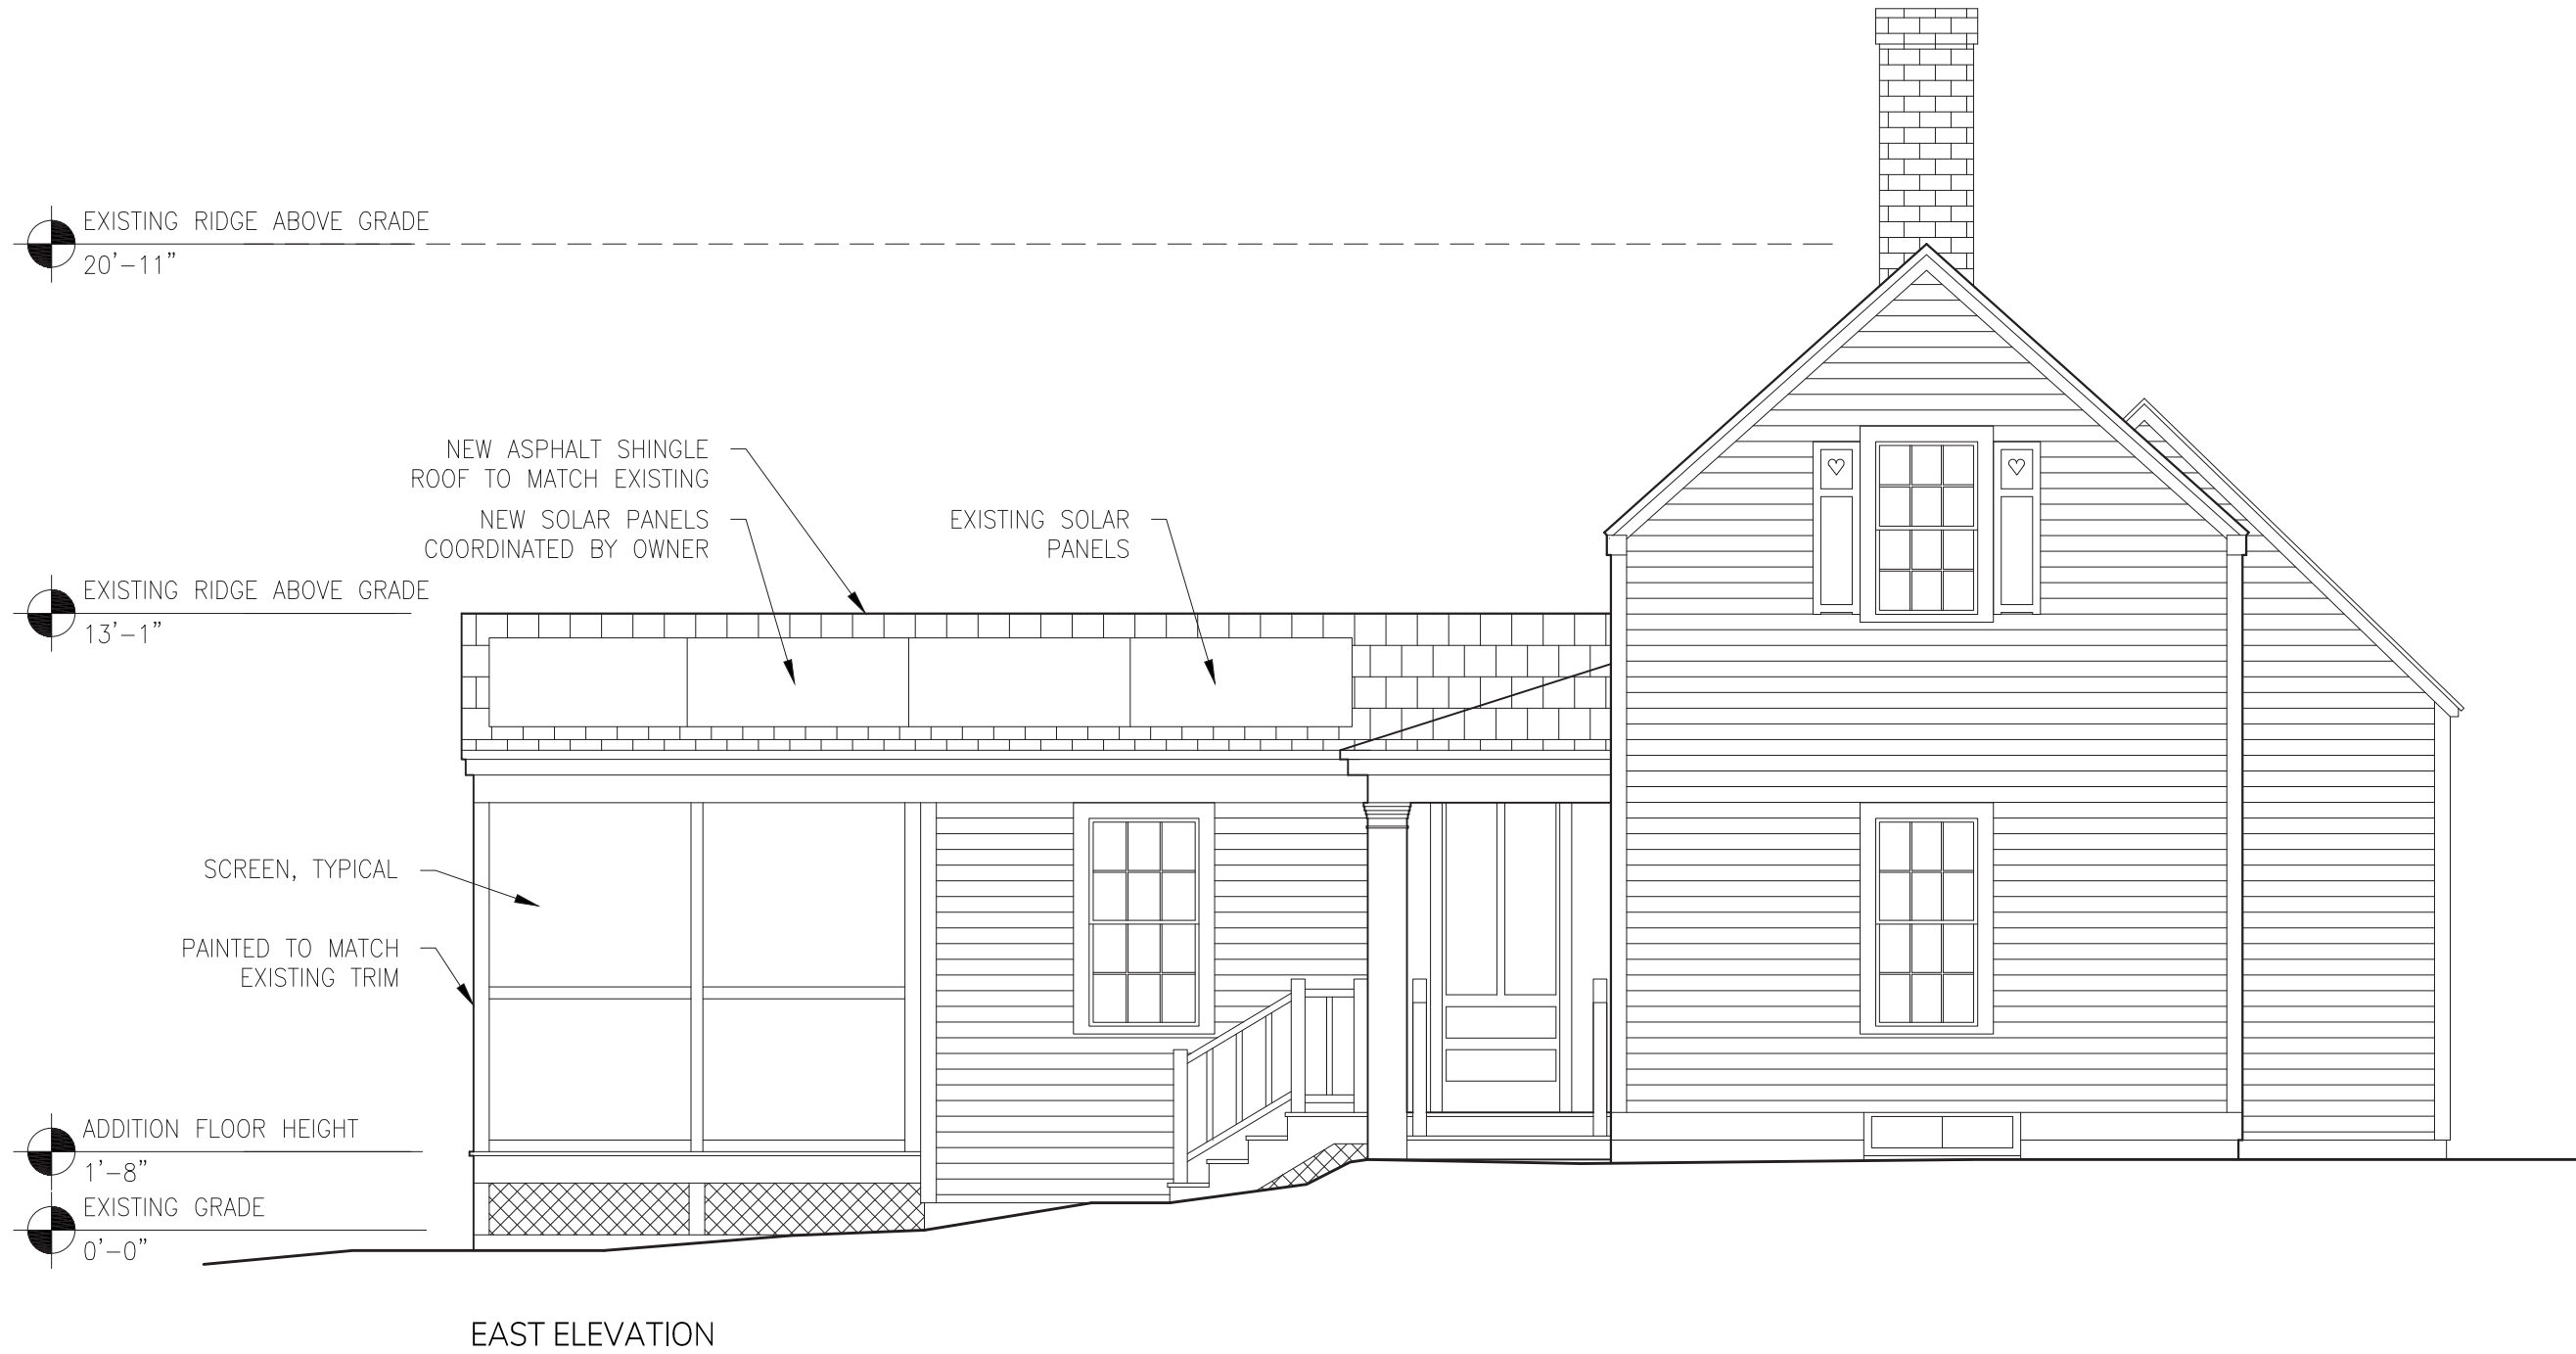 EXISTING RIDGE ABOVE GRADE
20'-11"
NEW ASPHALT SHINGLE
ROOF TO MATCH EXISTING
NEW SOLAR PANELS
COORDINATED BY OWNER
EXISTING SOLAR
PANELS
EXISTING RIDGE ABOVE GRADE
13'-1"
SCREEN, TYPICAL
PAINTED TO MATCH
EXISTING TRIM
ADDITION FLOOR HEIGHT
1'-8"
EXISTING GRADE
0'-0"
EAST ELEVATION